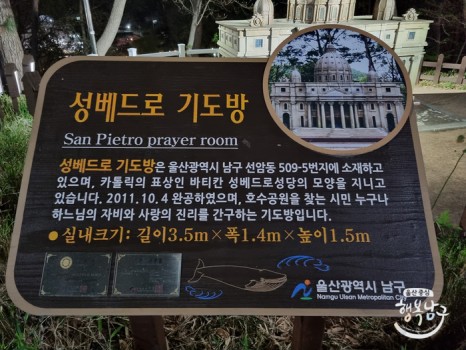 성베드로 기도방
San Pietro prayer room
성베드로 기도방은 울산광역시 남구 선암동 509-5번지에 소재하고
있으며, 카톨릭의 표상인 바티칸 성베드로성당의 모양을 지니고
있습니다. 2011.10.4 완공하였으며, 호수공원을 찾는 시민 누구나
하느님의 자비와 사랑의 진리를 간구하는 기도방입니다.
• 실내크기: 길이3.5m×폭1.4m×높이1.5m
울산광역시 남구
Namgu Ulsan Metropolitan City
울산 중심
행복남구